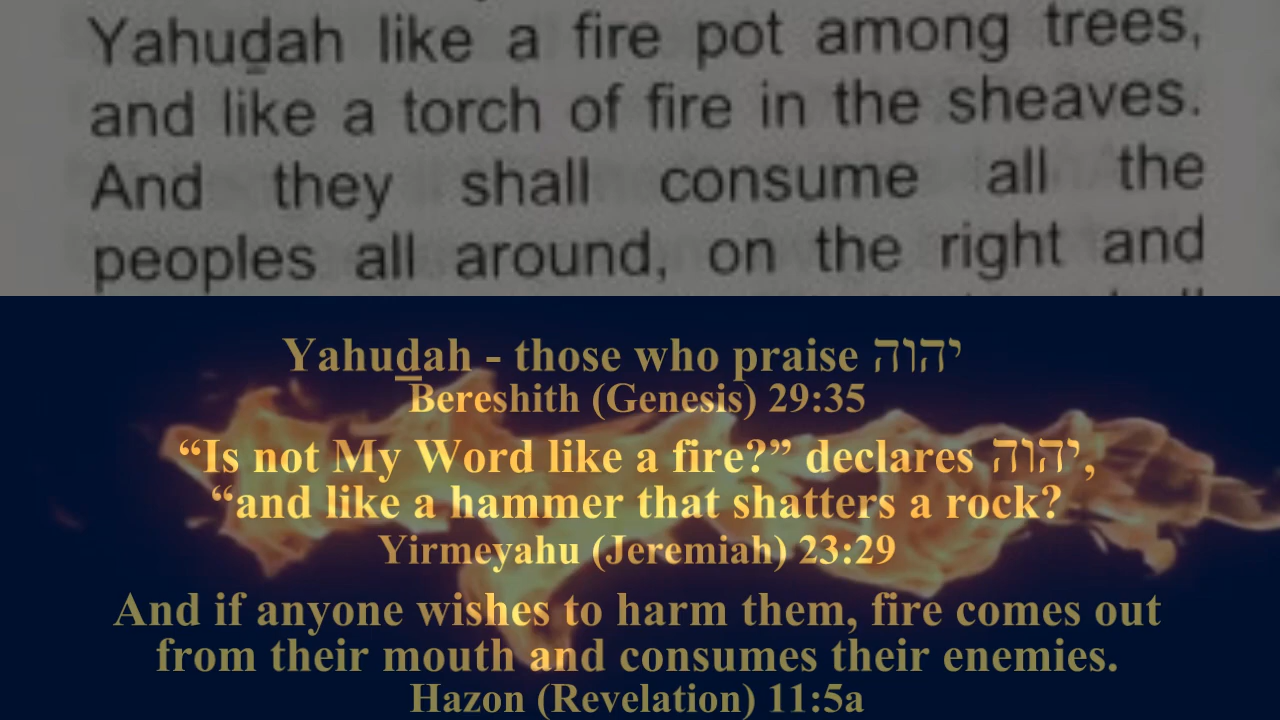 Yahuḏah like a fire pot among trees,
and like a torch of fire in the sheaves.
And they shall consume all the
peoples all around, on the right and
Yahuḏah - those who praise יהוה
Bereshith (Genesis) 29:35
“Is not My Word like a fire?” declares יהוה,
“and like a hammer that shatters a rock?
Yirmeyahu (Jeremiah) 23:29
And if anyone wishes to harm them, fire comes out
from their mouth and consumes their enemies.
Hazon (Revelation) 11:5a